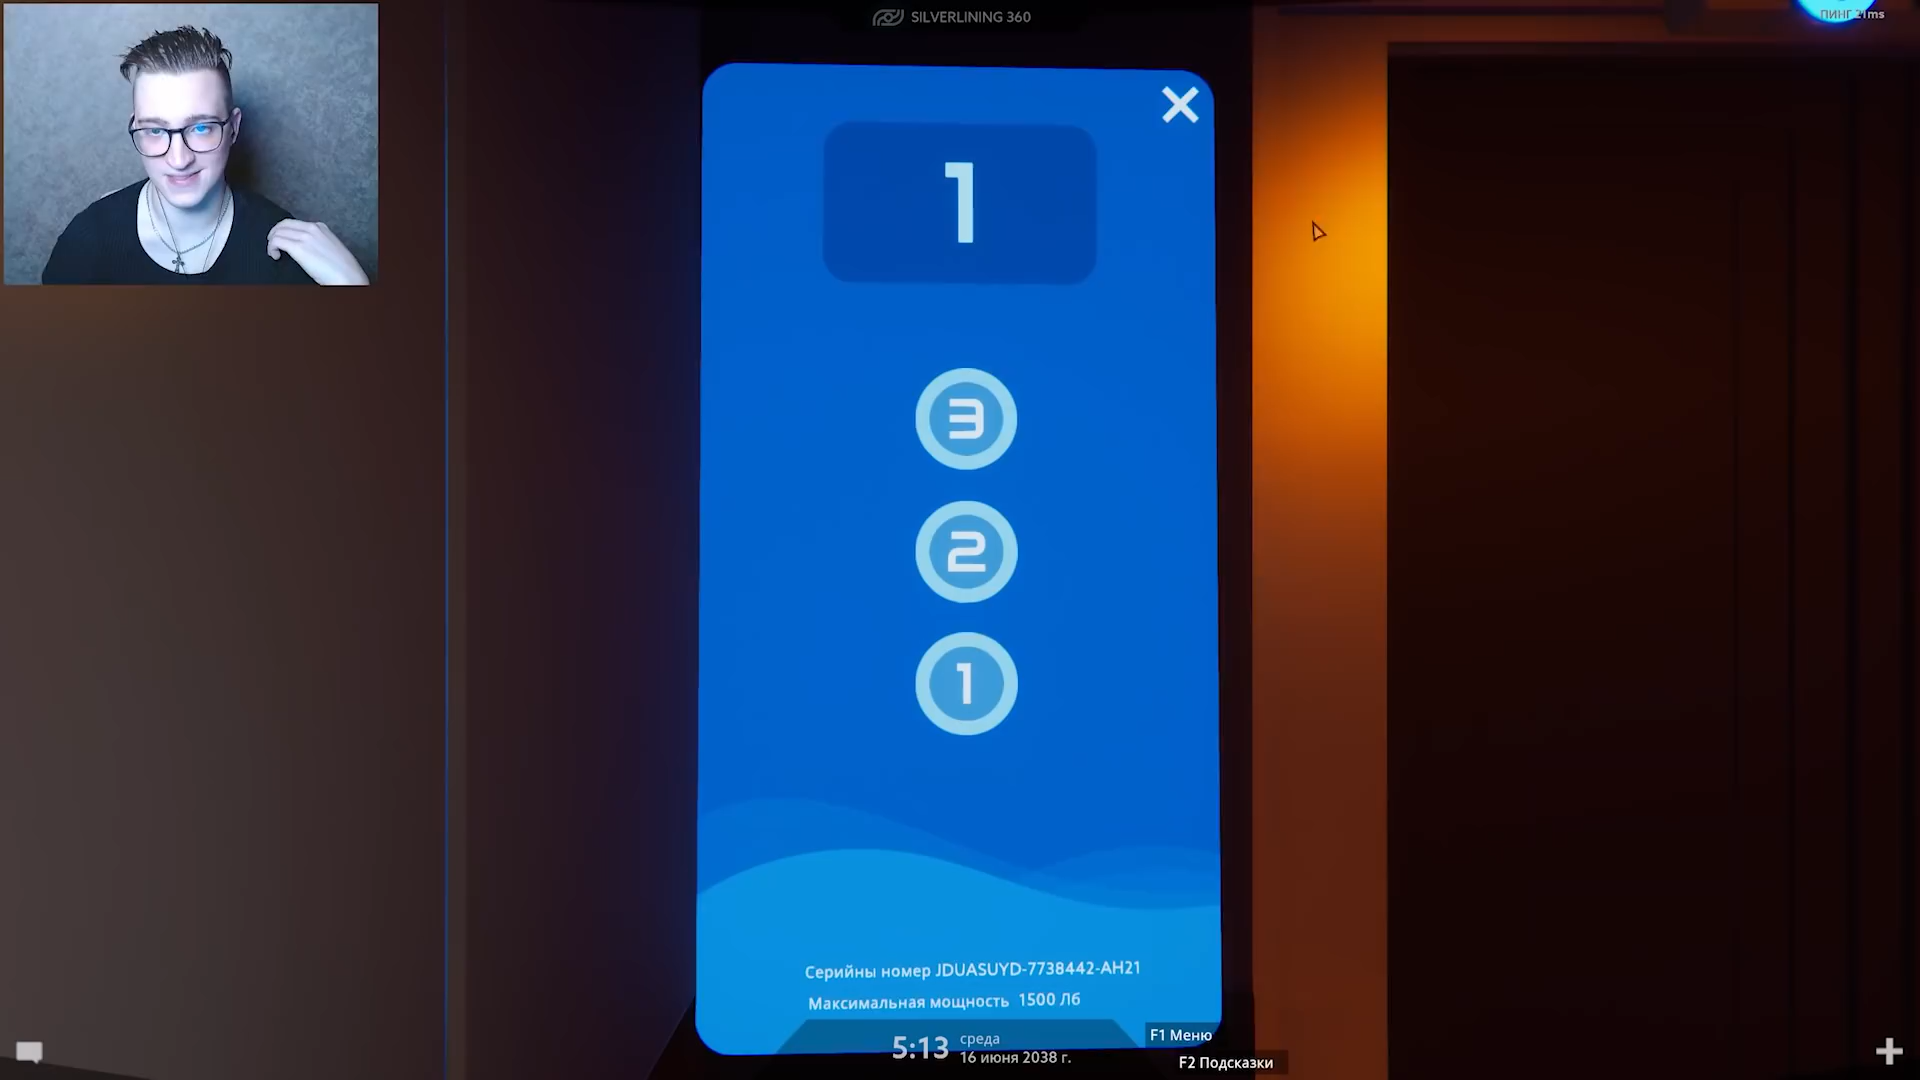 SILVERLINING 360
ПИНГ 21ms
1
3
2
1
Серийны номер JDUASUYD-7738442-AH21
Максимальная мощность 1500 Лб
5:13
среда
16 июня 2038 г.
F1 Меню
F2 Подсказки